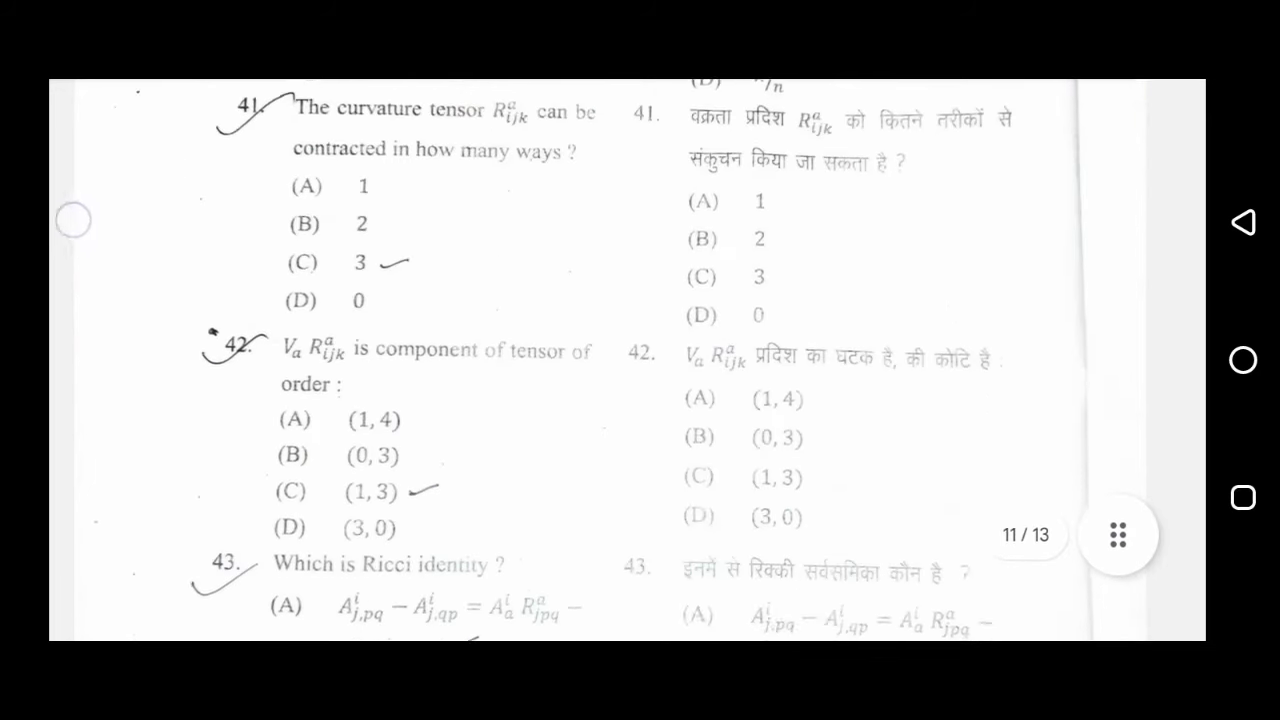 (D) n/n
41. The curvature tensor R^a_{ijk} can be
contracted in how many ways ?
(A) 1
(B) 2
(C) 3
(D) 0
42. V_a R^a_{ijk} is component of tensor of
order :
(A) (1, 4)
(B) (0, 3)
(C) (1, 3)
(D) (3, 0)
43. Which is Ricci identity ?
(A) A^i_{j,pq} − A^i_{j,qp} = A^i_a R^a_{jpq} −
41. वक्रता प्रदिश R^a_{ijk} को कितने तरीकों से
संकुचन किया जा सकता है ?
(A) 1
(B) 2
(C) 3
(D) 0
42. V_a R^a_{ijk} प्रदिश का घटक है, की कोटि है :
(A) (1, 4)
(B) (0, 3)
(C) (1, 3)
(D) (3, 0)
43. इनमें से रिक्की सर्वसमिका कौन है ?
(A) A^i_{j,pq} − A^i_{j,qp} = A^i_a R^a_{jpq} −
11 / 13